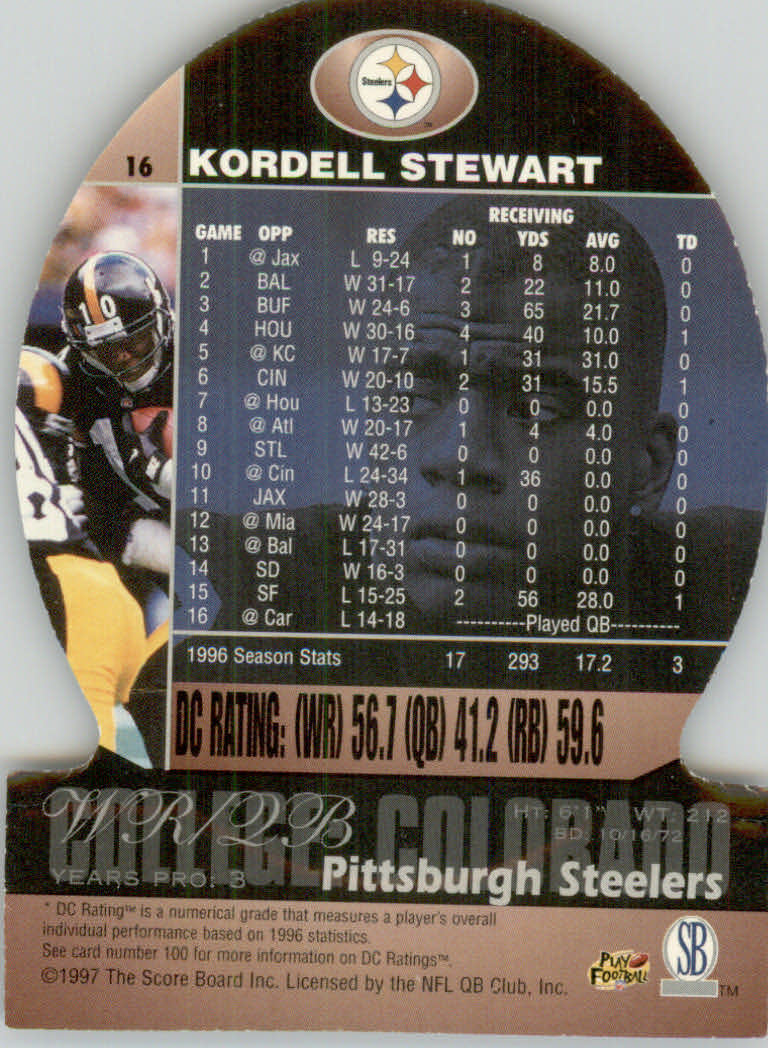 Steelers
16 KORDELL STEWART
RECEIVING
GAME OPP RES NO YDS AVG TD
1 @ Jax L 9-24 1 8 8.0 0
2 BAL W 31-17 2 22 11.0 0
3 BUF W 24-6 3 65 21.7 0
4 HOU W 30-16 4 40 10.0 1
5 @ KC W 17-7 1 31 31.0 0
6 CIN W 20-10 2 31 15.5 1
7 @ Hou L 13-23 0 0 0.0 0
8 @ Atl W 20-17 1 4 4.0 0
9 STL W 42-6 0 0 0.0 0
10 @ Cin L 24-34 1 36 0.0 0
11 JAX W 28-3 0 0 0.0 0
12 @ Mia W 24-17 0 0 0.0 0
13 @ Bal L 17-31 0 0 0.0 0
14 SD W 16-3 0 0 0.0 0
15 SF L 15-25 2 56 28.0 1
16 @ Car L 14-18 ----------Played QB----------
1996 Season Stats 17 293 17.2 3
10
DC RATING: (WR) 56.7 (QB) 41.2 (RB) 59.6
COLLEGE: COLORADO
WR/QB
HT: 6'1" WT: 212
BD: 10/16/72
YEARS PRO: 3
Pittsburgh Steelers
* DC Rating™ is a numerical grade that measures a player's overall
individual performance based on 1996 statistics.
See card number 100 for more information on DC Ratings™.
©1997 The Score Board Inc. Licensed by the NFL QB Club, Inc.
PLAY
FOOTBALL
SB
TM